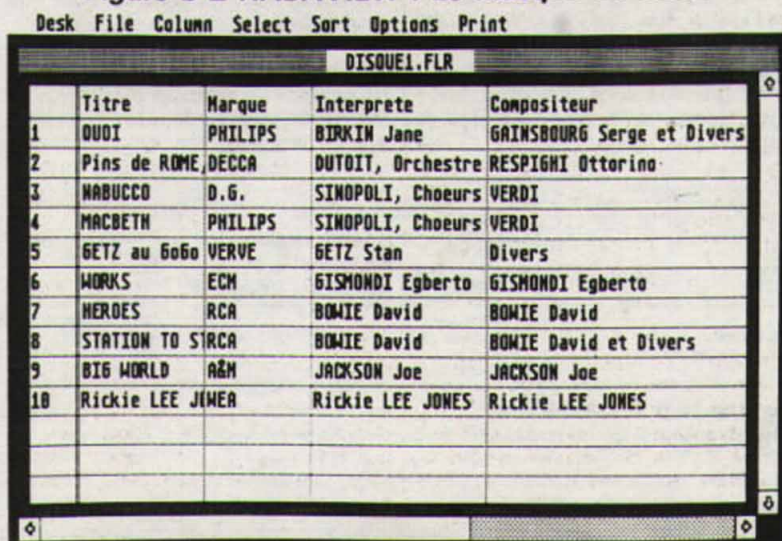 Desk File Column Select Sort Options Print
DISQUE1.FLR
Titre Marque Interprete Compositeur
1 QUOI PHILIPS BIRKIN Jane GAINSBOURG Serge et Divers
2 Pins de ROME, DECCA DUTOIT, Orchestre RESPIGHI Ottorino
3 NABUCCO D.G. SINOPOLI, Choeurs VERDI
4 MACBETH PHILIPS SINOPOLI, Choeurs VERDI
5 GETZ au GoGo VERVE GETZ Stan Divers
6 WORKS ECM GISMONDI Egberto GISMONDI Egberto
7 HEROES RCA BOWIE David BOWIE David
8 STATION TO ST RCA BOWIE David BOWIE David et Divers
9 BIG WORLD A&M JACKSON Joe JACKSON Joe
10 Rickie LEE J WEA Rickie LEE JONES Rickie LEE JONES